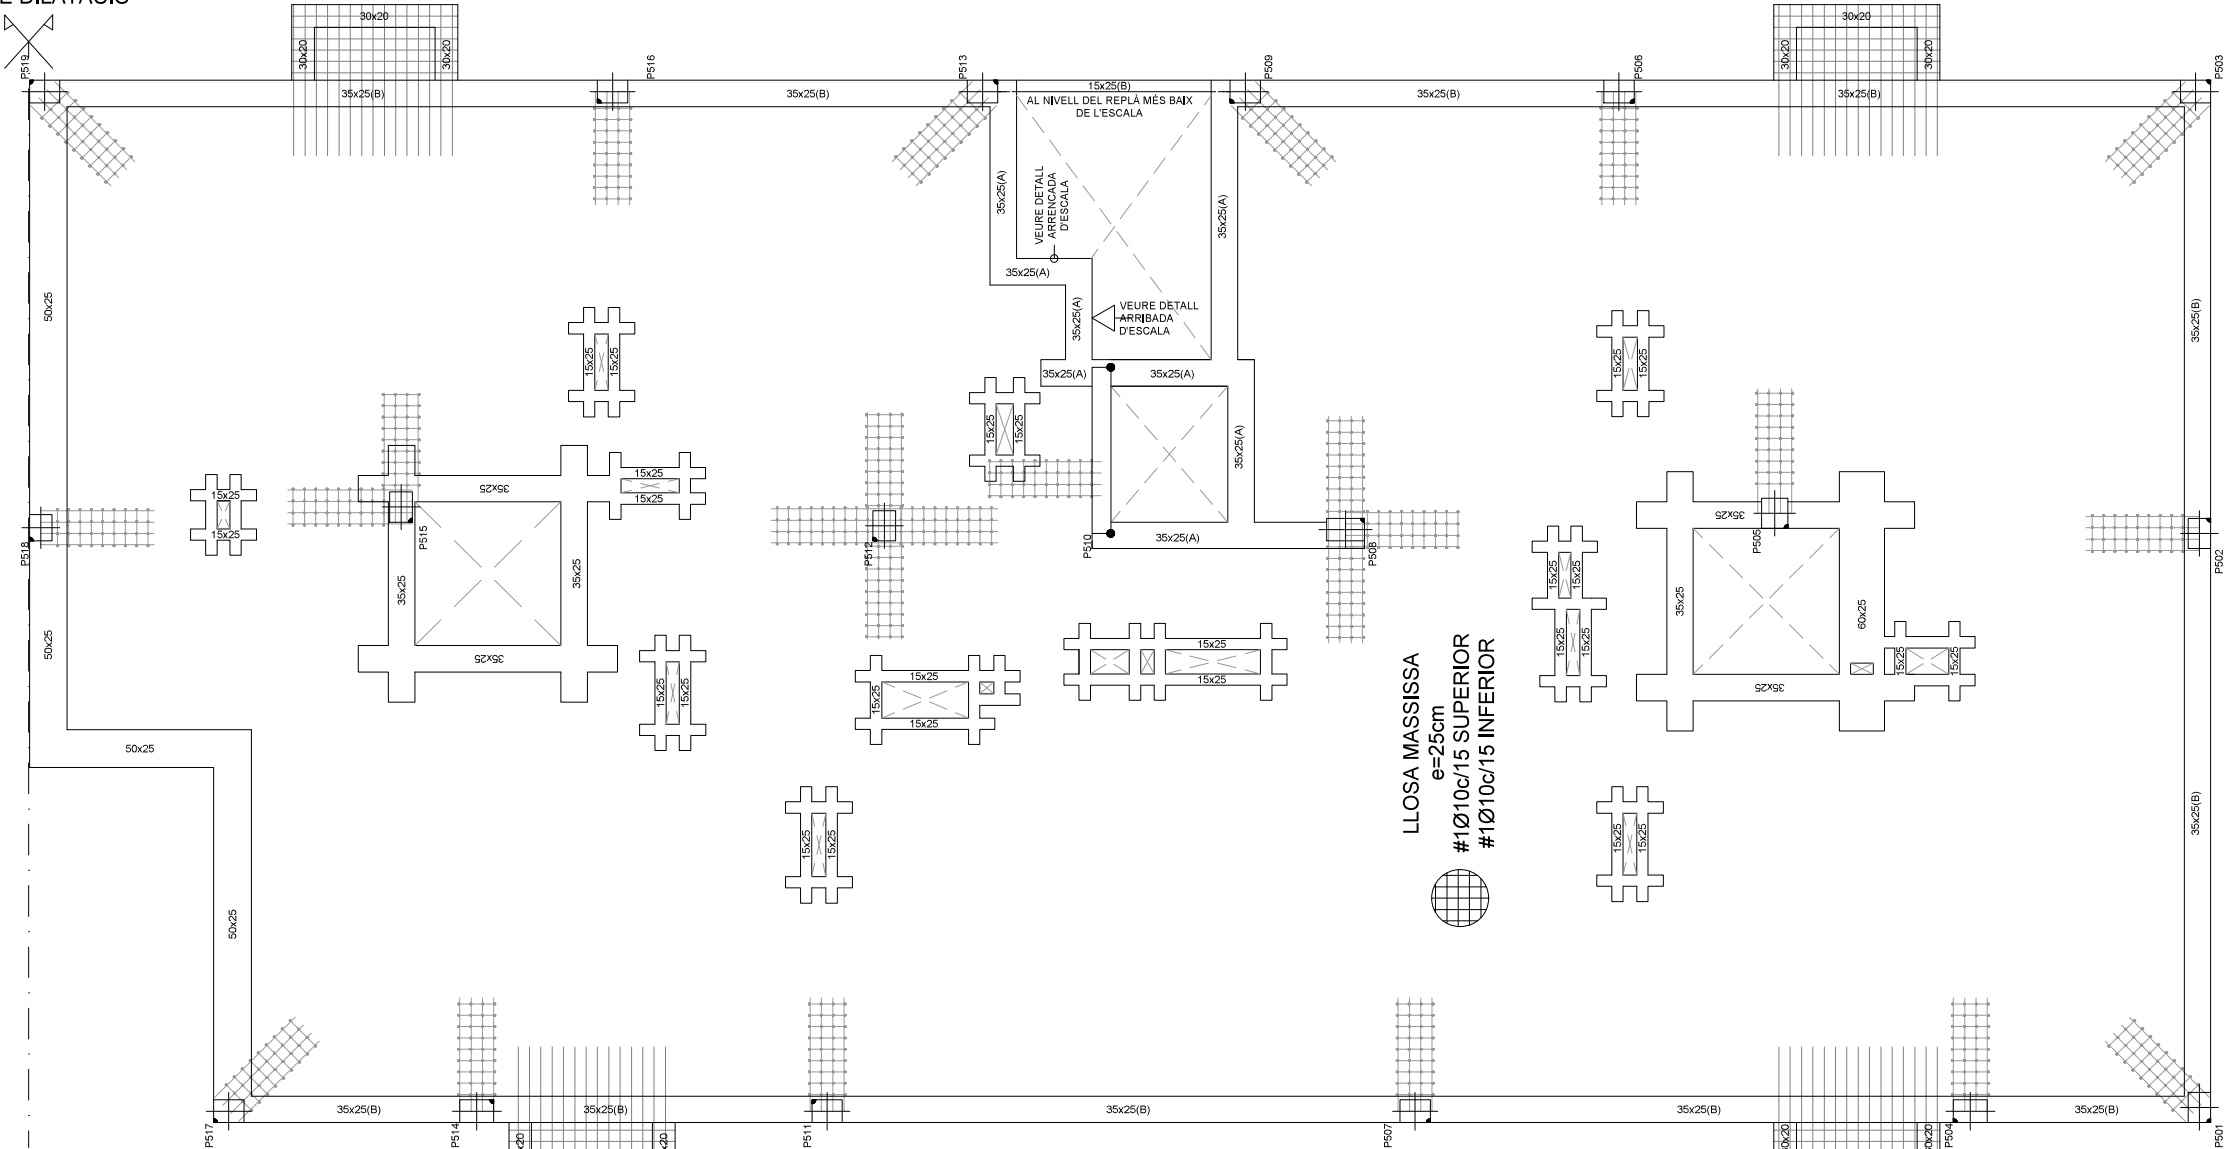 E DILATACIÓ
30x20
30x20
30x20
30x20
30x20
30x20
P519
P516
P513
P509
P506
P503
35x25(B)
35x25(B)
15x25(B)
35x25(B)
35x25(B)
AL NIVELL DEL REPLÀ MÉS BAIX
DE L'ESCALA
VEURE DETALL
ARRENCADA
D'ESCALA
35x25(A)
35x25(A)
35x25(A)
50x25
35x25(A)
VEURE DETALL
ARRIBADA
D'ESCALA
35x25(B)
15x25
15x25
15x25
15x25
35x25(A)
35x25(A)
15x25
15x25
35x25(A)
15x25
15x25
35x25
15x25
15x25
15x25
35x25
P518
P515
P512
P510
35x25(A)
P508
P505
P502
35x25
35x25
15x25
15x25
35x25
60x25
50x25
35x25
15x25
15x25
15x25
15x25
15x25
15x25
15x25
15x25
15x25
15x25
15x25
35x25
LLOSA MASSISSA
e=25cm
#1Ø10c/15 SUPERIOR
#1Ø10c/15 INFERIOR
50x25
15x25
15x25
15x25
15x25
35x25(B)
50x25
35x25(B)
35x25(B)
35x25(B)
35x25(B)
35x25(B)
P517
P514
P511
P507
P504
P501